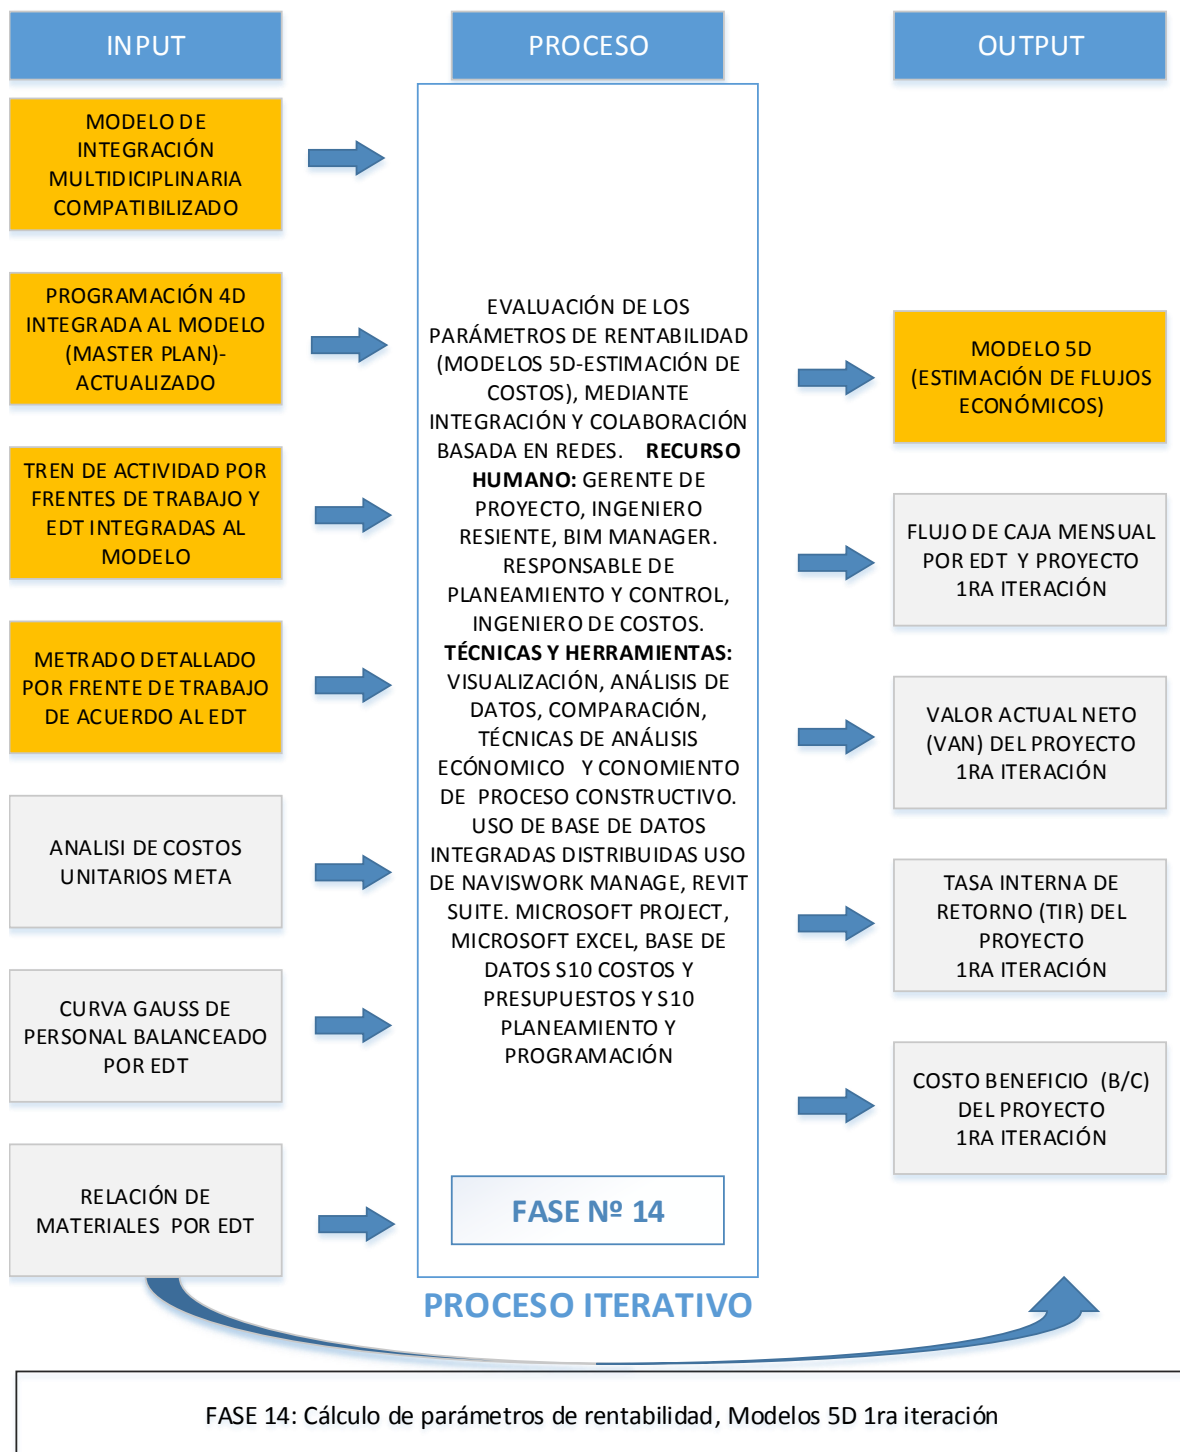 INPUT
PROCESO
OUTPUT
MODELO DE
INTEGRACIÓN
MULTIDICIPLINARIA
COMPATIBILIZADO
PROGRAMACIÓN 4D
INTEGRADA AL MODELO
(MASTER PLAN)-
ACTUALIZADO
TREN DE ACTIVIDAD POR
FRENTES DE TRABAJO Y
EDT INTEGRADAS AL
MODELO
METRADO DETALLADO
POR FRENTE DE TRABAJO
DE ACUERDO AL EDT
ANALISI DE COSTOS
UNITARIOS META
CURVA GAUSS DE
PERSONAL BALANCEADO
POR EDT
RELACIÓN DE
MATERIALES POR EDT
EVALUACIÓN DE LOS
PARÁMETROS DE RENTABILIDAD
(MODELOS 5D-ESTIMACIÓN DE
COSTOS), MEDIANTE
INTEGRACIÓN Y COLABORACIÓN
BASADA EN REDES. RECURSO
HUMANO: GERENTE DE
PROYECTO, INGENIERO
RESIENTE, BIM MANAGER.
RESPONSABLE DE
PLANEAMIENTO Y CONTROL,
INGENIERO DE COSTOS.
TÉCNICAS Y HERRAMIENTAS:
VISUALIZACIÓN, ANÁLISIS DE
DATOS, COMPARACIÓN,
TÉCNICAS DE ANÁLISIS
ECÓNOMICO Y CONOMIENTO
DE PROCESO CONSTRUCTIVO.
USO DE BASE DE DATOS
INTEGRADAS DISTRIBUIDAS USO
DE NAVISWORK MANAGE, REVIT
SUITE. MICROSOFT PROJECT,
MICROSOFT EXCEL, BASE DE
DATOS S10 COSTOS Y
PRESUPUESTOS Y S10
PLANEAMIENTO Y
PROGRAMACIÓN
FASE Nº 14
PROCESO ITERATIVO
MODELO 5D
(ESTIMACIÓN DE FLUJOS
ECONÓMICOS)
FLUJO DE CAJA MENSUAL
POR EDT Y PROYECTO
1RA ITERACIÓN
VALOR ACTUAL NETO
(VAN) DEL PROYECTO
1RA ITERACIÓN
TASA INTERNA DE
RETORNO (TIR) DEL
PROYECTO
1RA ITERACIÓN
COSTO BENEFICIO (B/C)
DEL PROYECTO
1RA ITERACIÓN
FASE 14: Cálculo de parámetros de rentabilidad, Modelos 5D 1ra iteración